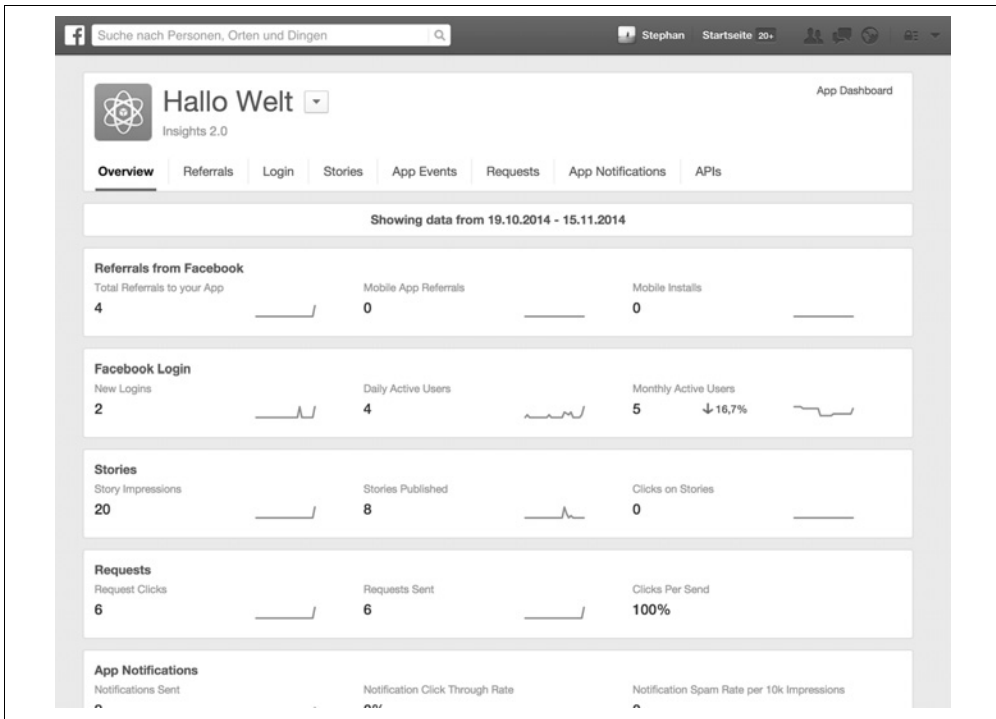 f Suche nach Personen, Orten und Dingen Stephan Startseite 20+
Hallo Welt App Dashboard
Insights 2.0
Overview Referrals Login Stories App Events Requests App Notifications APIs
Showing data from 19.10.2014 - 15.11.2014
Referrals from Facebook
Total Referrals to your App Mobile App Referrals Mobile Installs
4 0 0
Facebook Login
New Logins Daily Active Users Monthly Active Users
2 4 5 ↓16,7%
Stories
Story Impressions Stories Published Clicks on Stories
20 8 0
Requests
Request Clicks Requests Sent Clicks Per Send
6 6 100%
App Notifications
Notifications Sent Notification Click Through Rate Notification Spam Rate per 10k Impressions